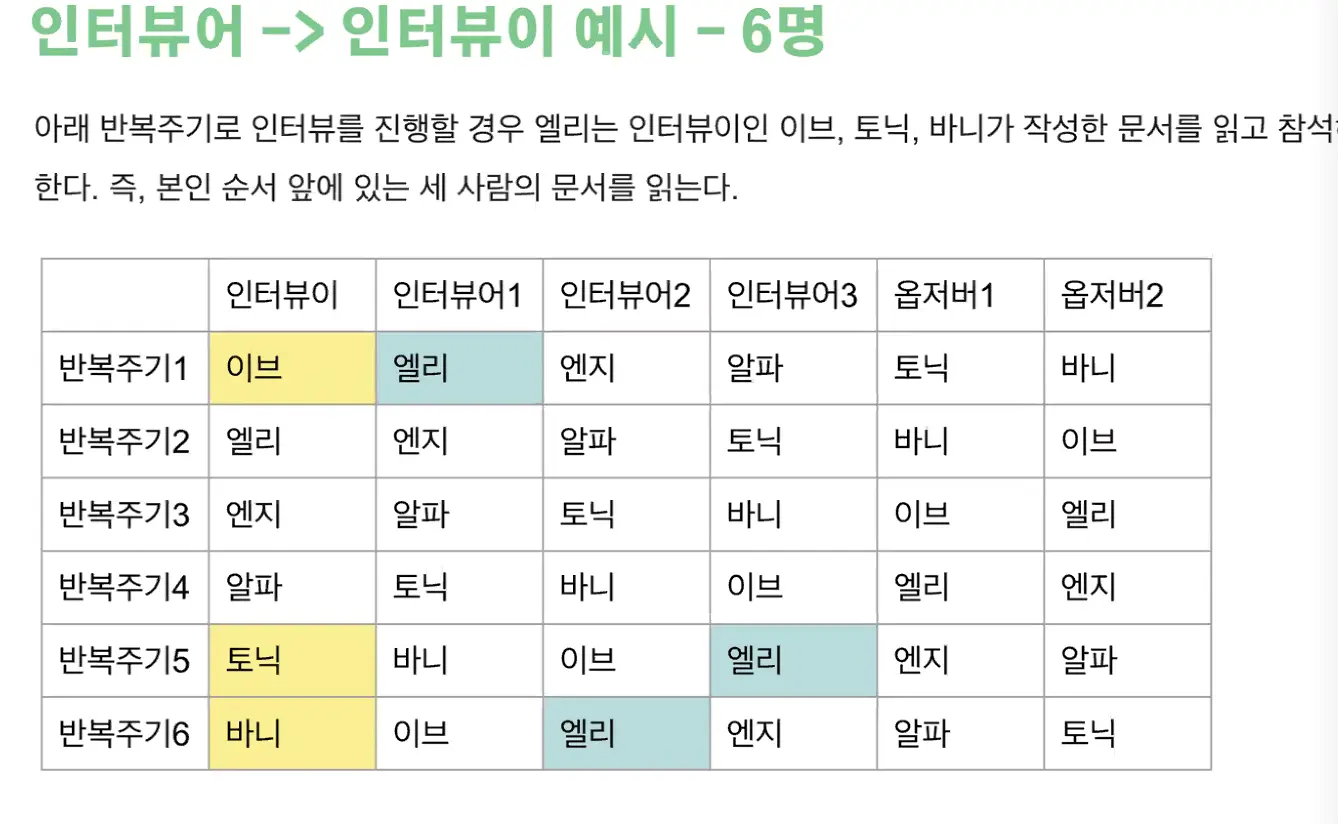 인터뷰어 -> 인터뷰이 예시 - 6명
아래 반복주기로 인터뷰를 진행할 경우 엘리는 인터뷰이인 이브, 토닉, 바니가 작성한 문서를 읽고 참석
한다. 즉, 본인 순서 앞에 있는 세 사람의 문서를 읽는다.
인터뷰이 인터뷰어1 인터뷰어2 인터뷰어3 옵저버1 옵저버2
반복주기1 이브 엘리 엔지 알파 토닉 바니
반복주기2 엘리 엔지 알파 토닉 바니 이브
반복주기3 엔지 알파 토닉 바니 이브 엘리
반복주기4 알파 토닉 바니 이브 엘리 엔지
반복주기5 토닉 바니 이브 엘리 엔지 알파
반복주기6 바니 이브 엘리 엔지 알파 토닉